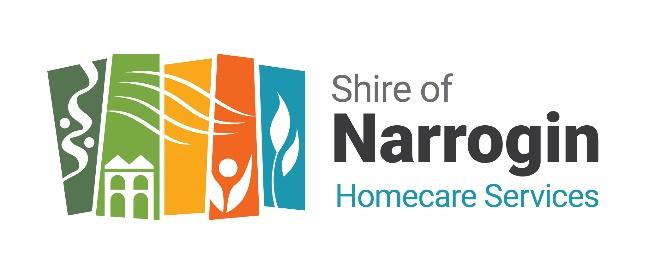 Shire of
Narrogin
Homecare Services